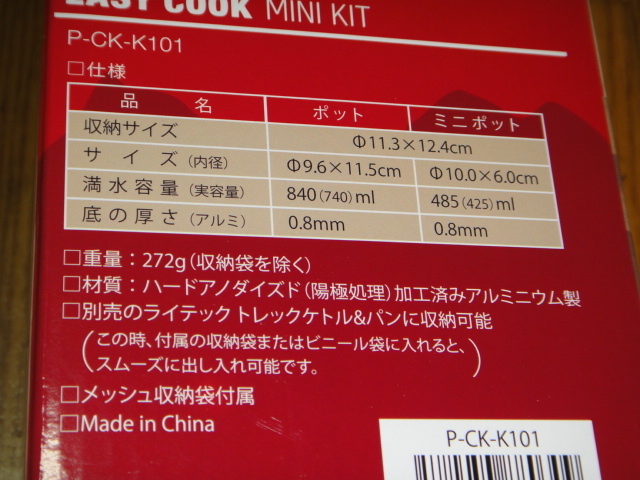 EASY COOK MINI KIT
P-CK-K101
□仕様
品 名 ポット ミニポット
収納サイズ Φ11.3×12.4cm
サイズ(内径) Φ9.6×11.5cm Φ10.0×6.0cm
満水容量(実容量) 840(740)ml 485(425)ml
底の厚さ(アルミ) 0.8mm 0.8mm
□重量：272g(収納袋を除く)
□材質：ハードアノダイズド(陽極処理)加工済みアルミニウム製
□別売のライテック トレックケトル&パンに収納可能
(この時、付属の収納袋またはビニール袋に入れると、
スムーズに出し入れ可能です。)
□メッシュ収納袋付属
□Made in China
P-CK-K101